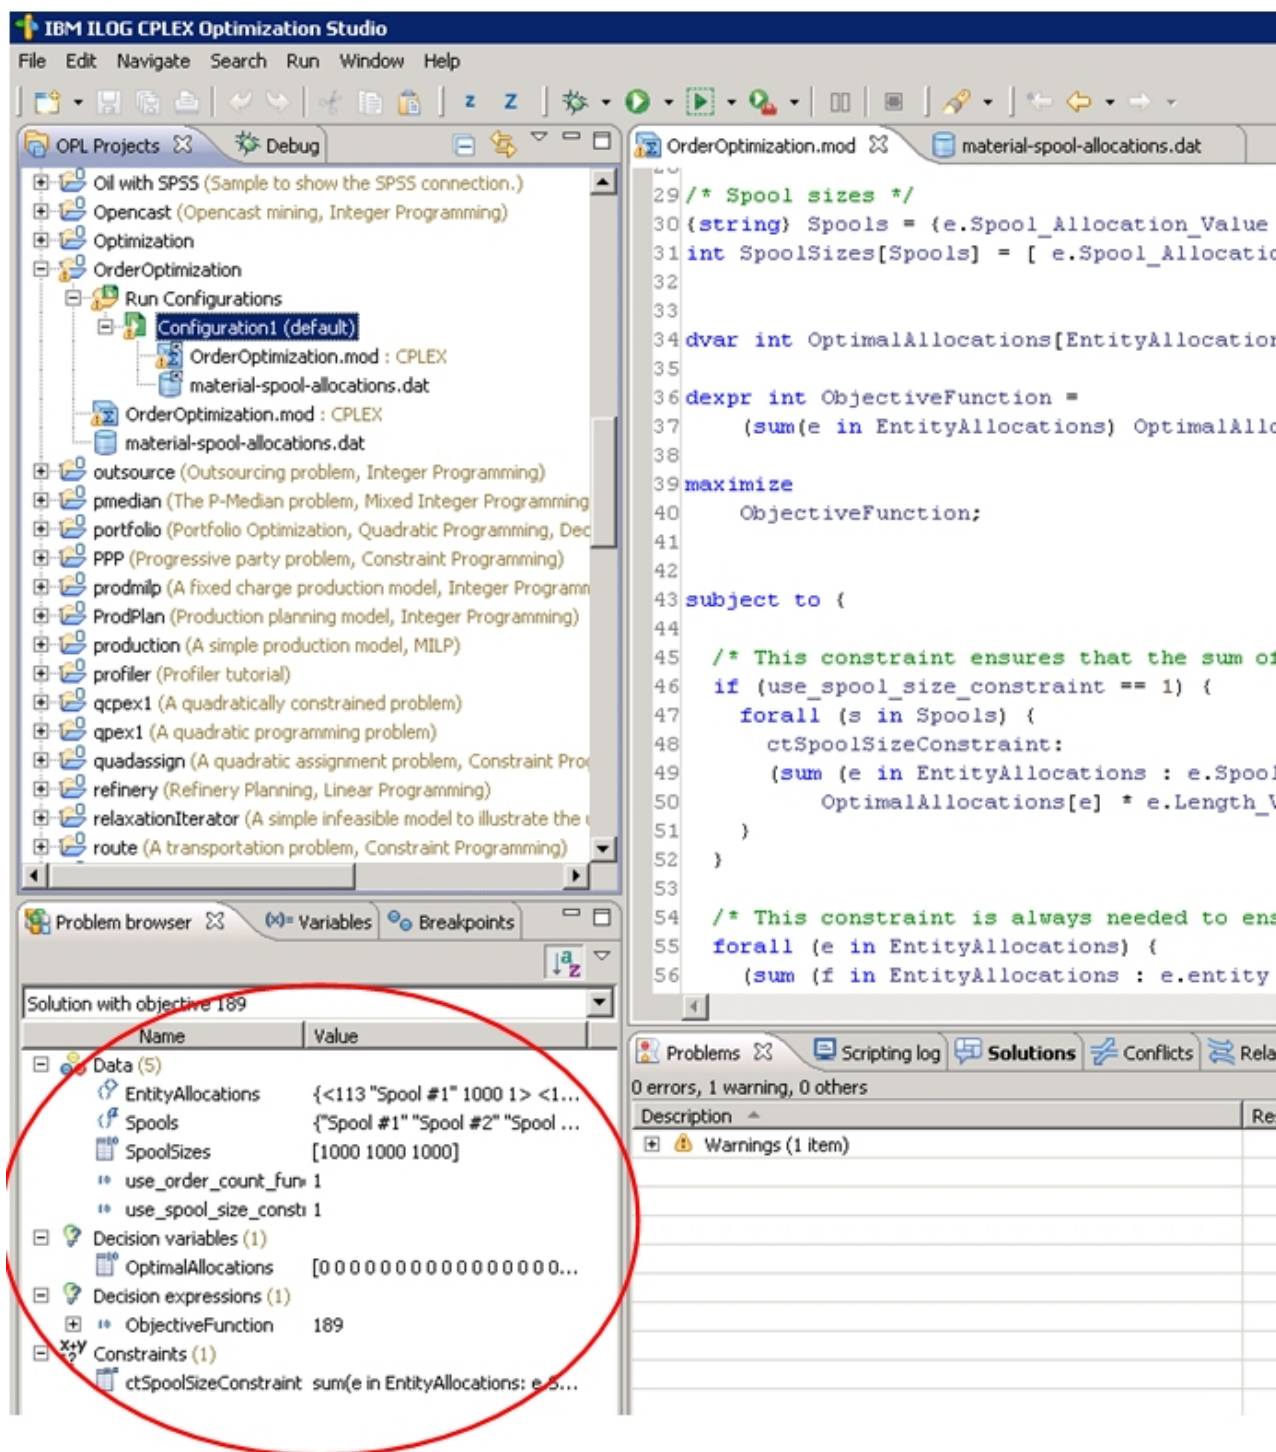 IBM ILOG CPLEX Optimization Studio
File Edit Navigate Search Run Window Help
OPL Projects Debug
Oil with SPSS (Sample to show the SPSS connection.)
Opencast (Opencast mining, Integer Programming)
Optimization
OrderOptimization
Run Configurations
Configuration1 (default)
OrderOptimization.mod : CPLEX
material-spool-allocations.dat
OrderOptimization.mod : CPLEX
material-spool-allocations.dat
outsource (Outsourcing problem, Integer Programming)
pmedian (The P-Median problem, Mixed Integer Programming
portfolio (Portfolio Optimization, Quadratic Programming, Dec
PPP (Progressive party problem, Constraint Programming)
prodmilp (A fixed charge production model, Integer Programm
ProdPlan (Production planning model, Integer Programming)
production (A simple production model, MILP)
profiler (Profiler tutorial)
qcpex1 (A quadratically constrained problem)
qpex1 (A quadratic programming problem)
quadassign (A quadratic assignment problem, Constraint Pro
refinery (Refinery Planning, Linear Programming)
relaxationIterator (A simple infeasible model to illustrate the
route (A transportation problem, Constraint Programming)
OrderOptimization.mod material-spool-allocations.dat
29 /* Spool sizes */
30 {string} Spools = {e.Spool_Allocation_Value
31 int SpoolSizes[Spools] = [ e.Spool_Allocatio
32
33
34 dvar int OptimalAllocations[EntityAllocation
35
36 dexpr int ObjectiveFunction =
37 (sum(e in EntityAllocations) OptimalAllo
38
39 maximize
40 ObjectiveFunction;
41
42
43 subject to {
44
45 /* This constraint ensures that the sum of
46 if (use_spool_size_constraint == 1) {
47 forall (s in Spools) {
48 ctSpoolSizeConstraint:
49 (sum (e in EntityAllocations : e.Spool
50 OptimalAllocations[e] * e.Length_V
51 }
52 }
53
54 /* This constraint is always needed to ens
55 forall (e in EntityAllocations) {
56 (sum (f in EntityAllocations : e.entity
Problem browser Variables Breakpoints
Solution with objective 189
Name Value
Data (5)
EntityAllocations {<113 "Spool #1" 1000 1> <1...
Spools {"Spool #1" "Spool #2" "Spool ...
SpoolSizes [1000 1000 1000]
use_order_count_fun 1
use_spool_size_consti 1
Decision variables (1)
OptimalAllocations [0 0 0 0 0 0 0 0 0 0 0 0 0 0 0 0 0...
Decision expressions (1)
ObjectiveFunction 189
Constraints (1)
ctSpoolSizeConstraint sum(e in EntityAllocations: e.S...
Problems Scripting log Solutions Conflicts Rela
0 errors, 1 warning, 0 others
Description Re
Warnings (1 item)